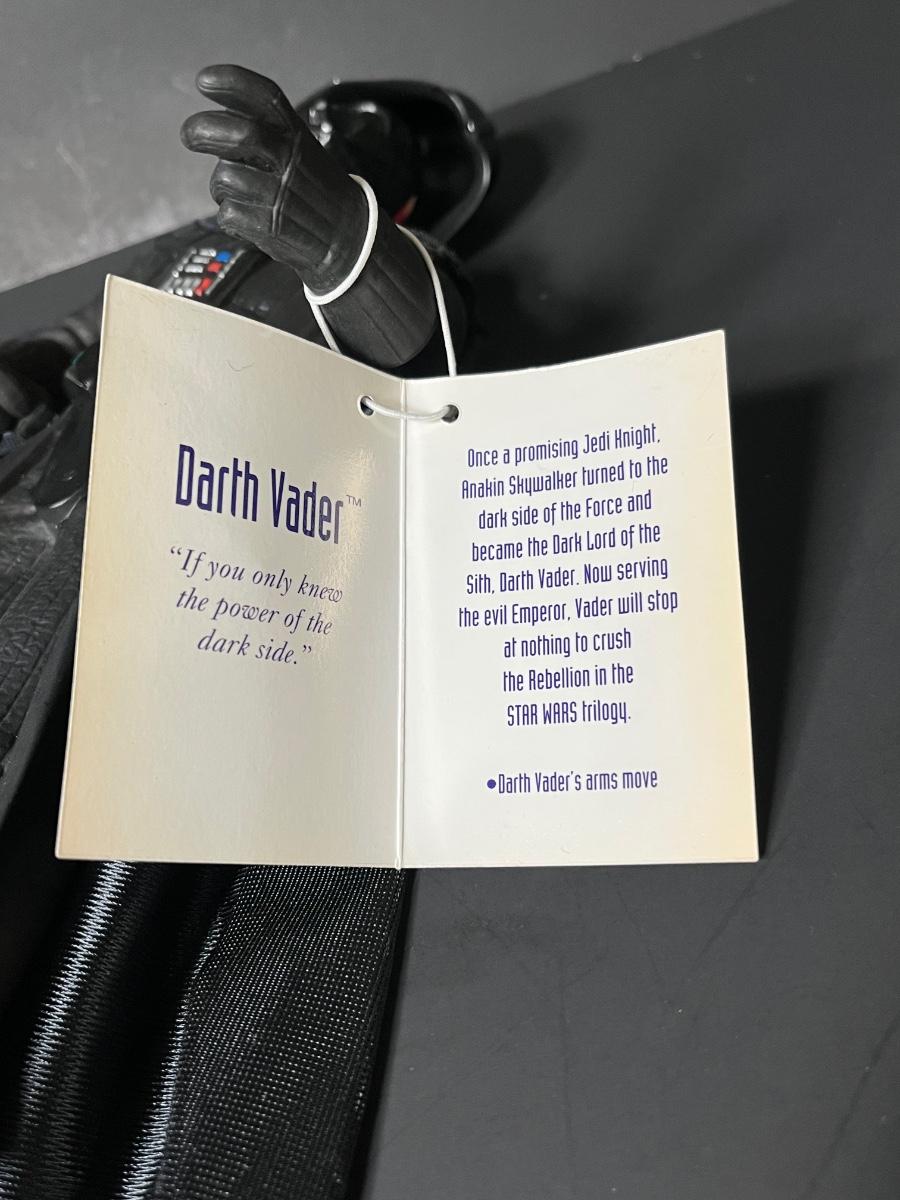 Darth Vader™
“If you only knew
the power of the
dark side.”
Once a promising Jedi Knight,
Anakin Skywalker turned to the
dark side of the Force and
became the Dark Lord of the
Sith, Darth Vader. Now serving
the evil Emperor, Vader will stop
at nothing to crush
the Rebellion in the
STAR WARS trilogy.
•Darth Vader's arms move